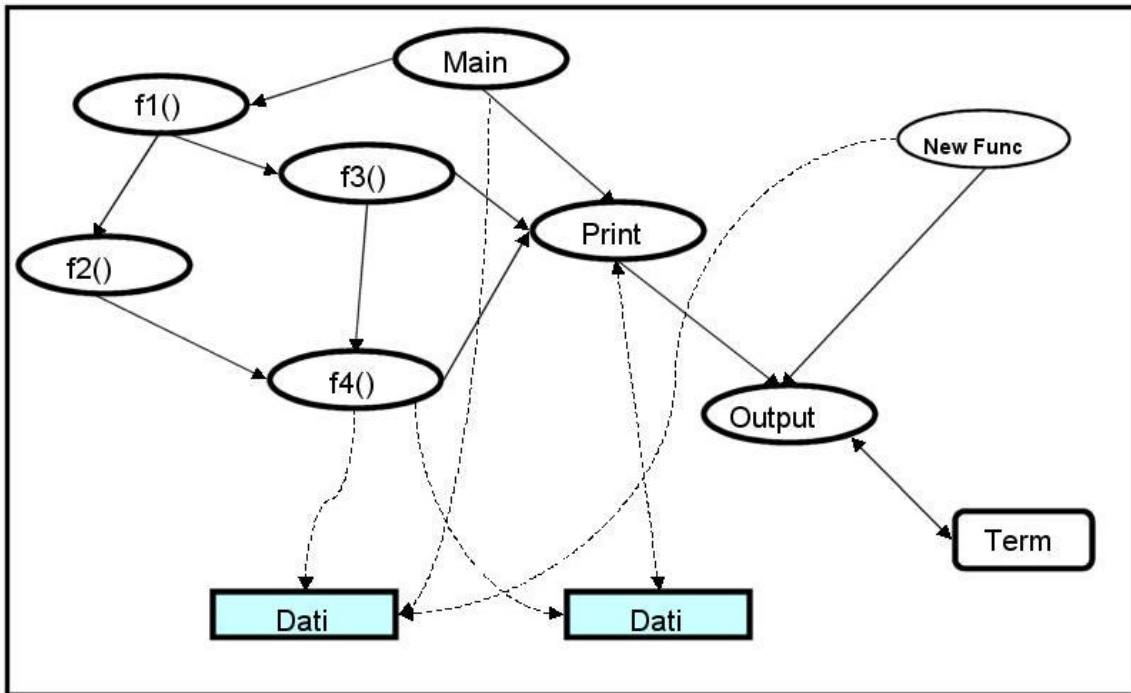 Main
f1()
New Func
f3()
Print
f2()
f4()
Output
Term
Dati
Dati